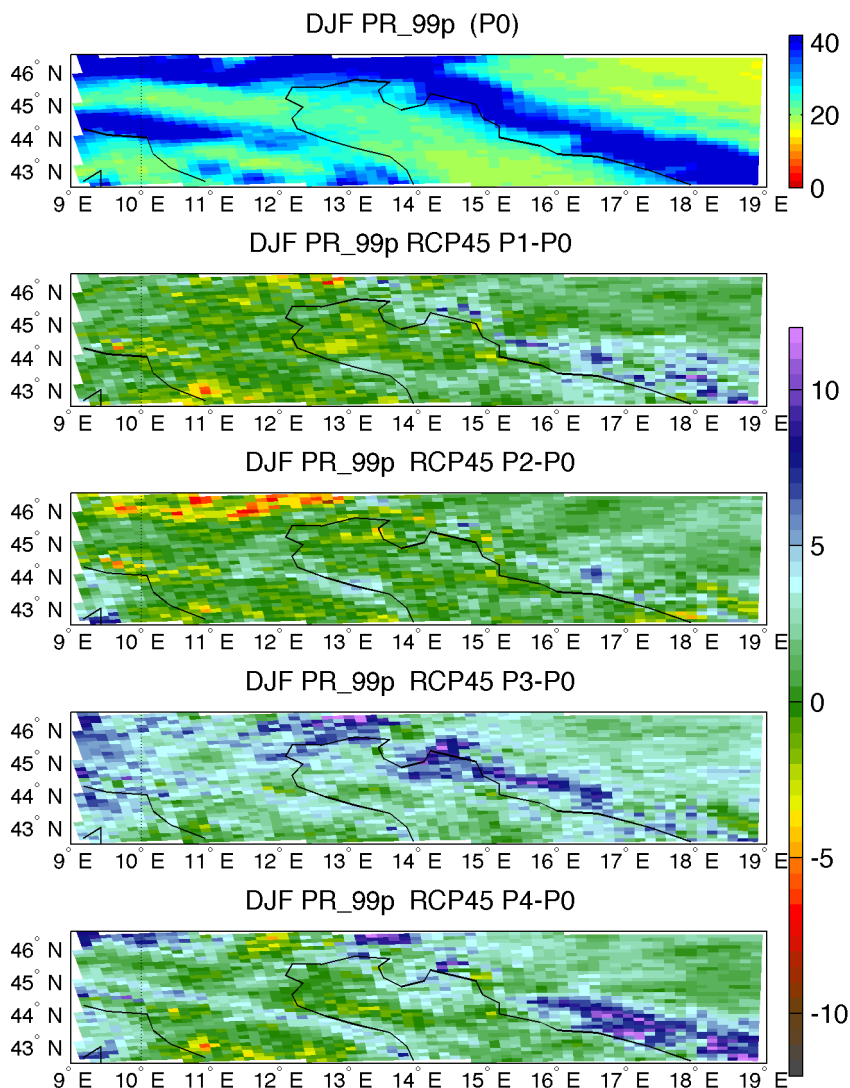 DJF PR_99p (P0)
46° N
45° N
44° N
43° N
9° E 10° E 11° E 12° E 13° E 14° E 15° E 16° E 17° E 18° E 19° E
40
20
0
DJF PR_99p RCP45 P1-P0
46° N
45° N
44° N
43° N
9° E 10° E 11° E 12° E 13° E 14° E 15° E 16° E 17° E 18° E 19° E
DJF PR_99p RCP45 P2-P0
46° N
45° N
44° N
43° N
9° E 10° E 11° E 12° E 13° E 14° E 15° E 16° E 17° E 18° E 19° E
DJF PR_99p RCP45 P3-P0
46° N
45° N
44° N
43° N
9° E 10° E 11° E 12° E 13° E 14° E 15° E 16° E 17° E 18° E 19° E
DJF PR_99p RCP45 P4-P0
46° N
45° N
44° N
43° N
9° E 10° E 11° E 12° E 13° E 14° E 15° E 16° E 17° E 18° E 19° E
10
5
0
-5
-10